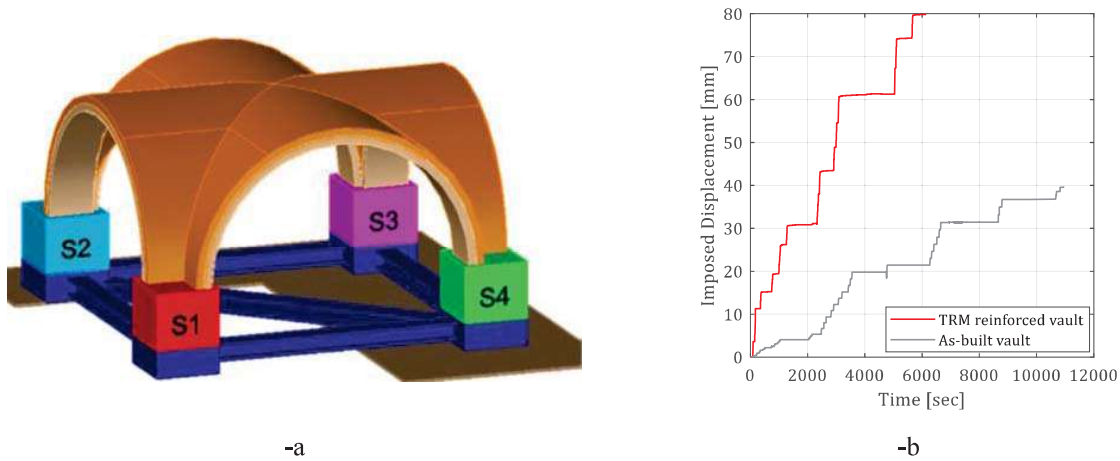 S2
S3
S1
S4
-a
Imposed Displacement [mm]
80
70
60
50
40
30
20
10
0
TRM reinforced vault
As-built vault
0 2000 4000 6000 8000 10000 12000
Time [sec]
-b